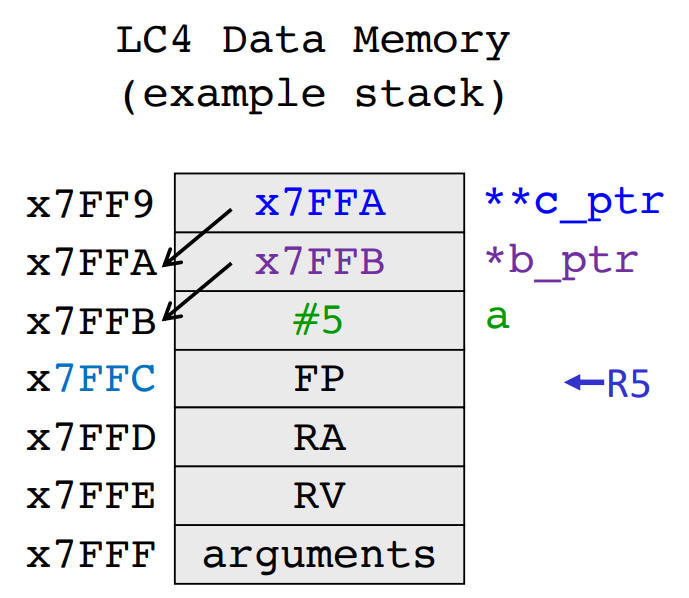 LC4 Data Memory
(example stack)
x7FF9 x7FFA **c_ptr
x7FFA x7FFB *b_ptr
x7FFB #5 a
x7FFC FP R5
x7FFD RA
x7FFE RV
x7FFF arguments